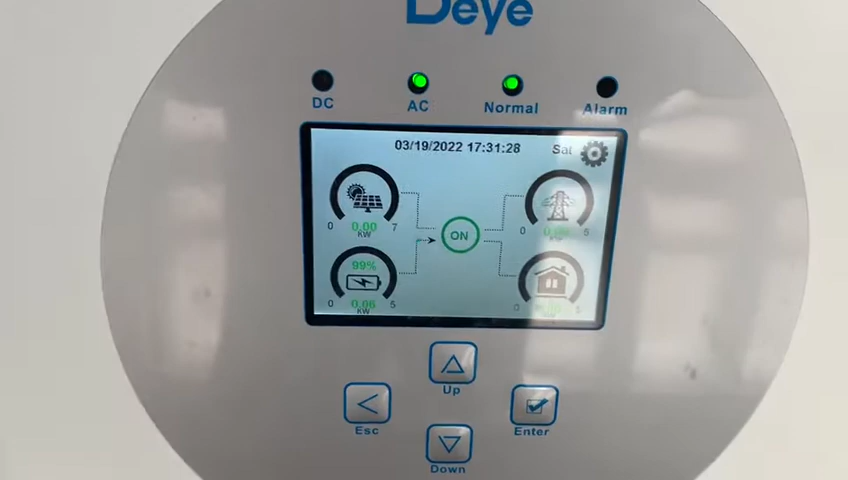 Deye
DC AC Normal Alarm
03/19/2022 17:31:28 Sat
0 0.00 7
KW
0 5
ON
99%
0 0.06 5
KW
0 5
Up
Esc Enter
Down